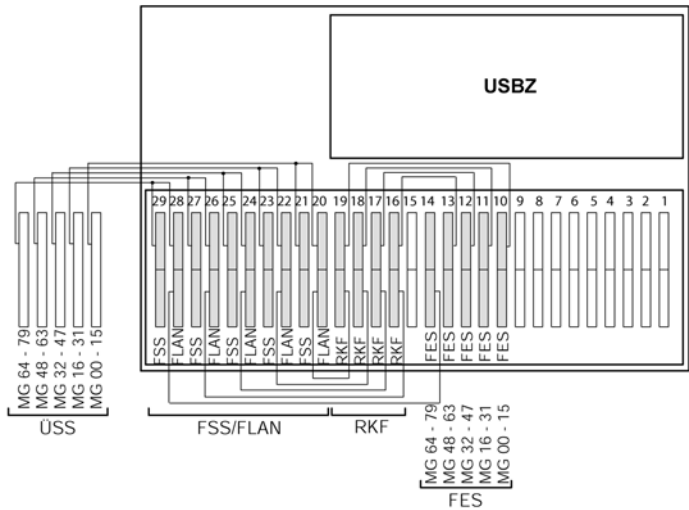 USBZ
29 28 27 26 25 24 23 22 21 20 19 18 17 16 15 14 13 12 11 10 9 8 7 6 5 4 3 2 1
FSS FLAN FSS FLAN FSS FLAN FSS FLAN FSS FLAN RKF RKF RKF RKF FES FES FES FES FES
MG 64 - 79
MG 48 - 63
MG 32 - 47
MG 16 - 31
MG 00 - 15
ÜSS
FSS/FLAN
RKF
MG 64 - 79
MG 48 - 63
MG 32 - 47
MG 16 - 31
MG 00 - 15
FES